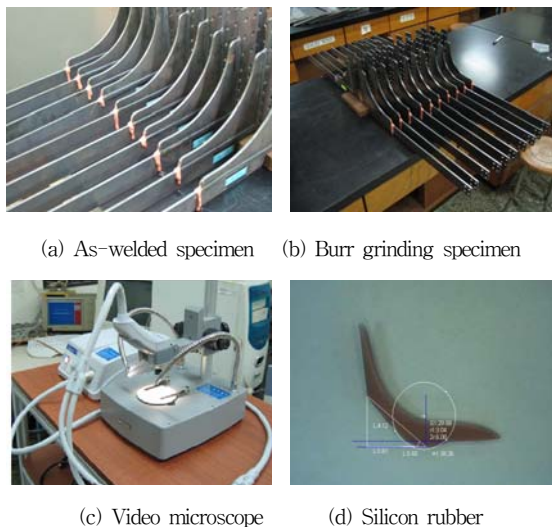 (a) As-welded specimen (b) Burr grinding specimen
(c) Video microscope (d) Silicon rubber